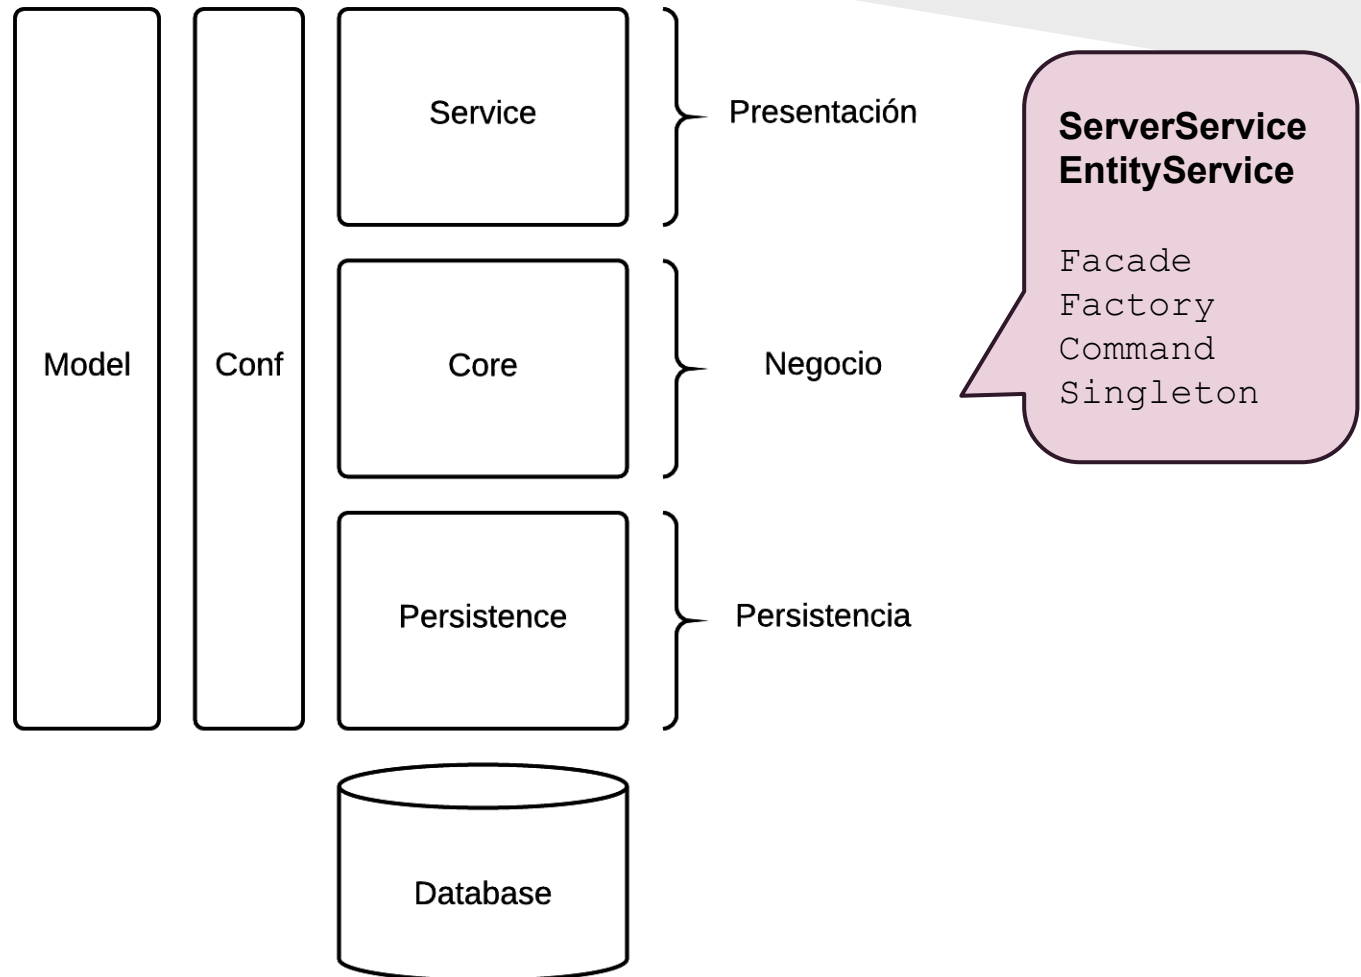 Service
Presentación
ServerService
EntityService
Facade
Factory
Command
Singleton
Model
Conf
Core
Negocio
Persistence
Persistencia
Database